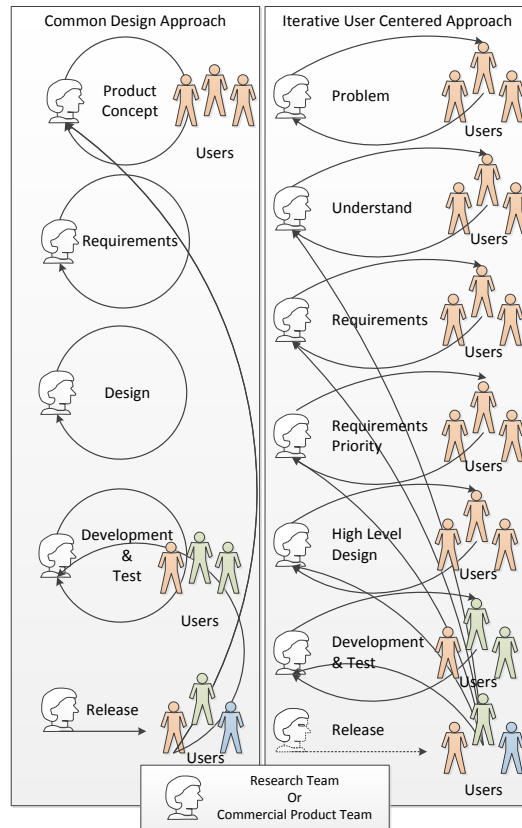 Common Design Approach
Product
Concept
Users
Requirements
Design
Development
&
Test
Users
Release
Users
Iterative User Centered Approach
Problem
Users
Understand
Users
Requirements
Users
Requirements
Priority
Users
High Level
Design
Users
Development
& Test
Users
Release
Users
Research Team
Or
Commercial Product Team